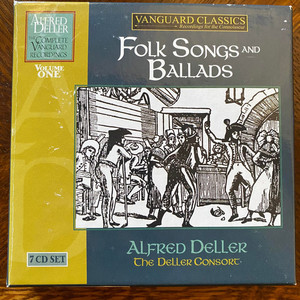 ALFRED
DELLER
THE COMPLETE
VANGUARD
RECORDINGS
VOLUME
ONE
VANGUARD CLASSICS
Recordings for the Connoisseur
FOLK SONGS AND
BALLADS
ALFRED DELLER
THE DELLER CONSORT
7 CD SET